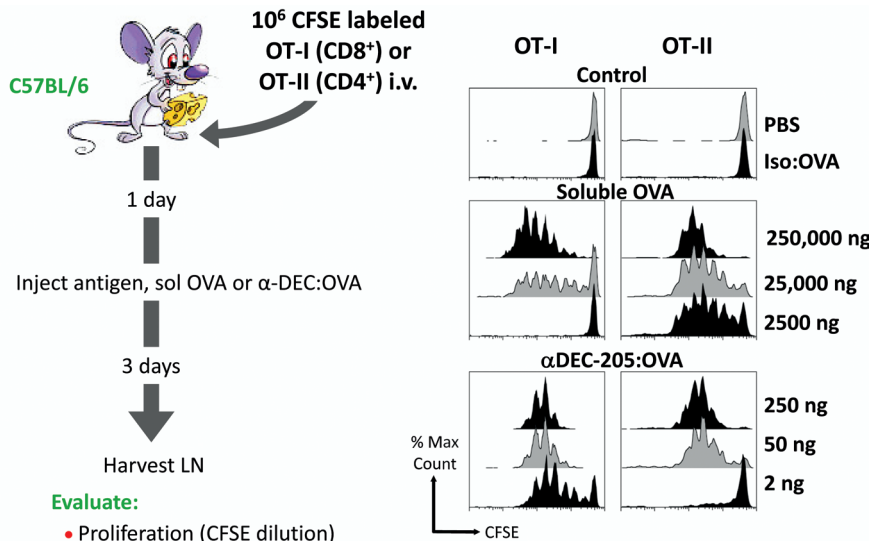 C57BL/6
10⁶ CFSE labeled
OT-I (CD8⁺) or
OT-II (CD4⁺) i.v.
1 day
Inject antigen, sol OVA or α-DEC:OVA
3 days
Harvest LN
Evaluate:
• Proliferation (CFSE dilution)
OT-I OT-II
Control
PBS
Iso:OVA
Soluble OVA
250,000 ng
25,000 ng
2500 ng
αDEC-205:OVA
250 ng
50 ng
2 ng
% Max
Count
CFSE